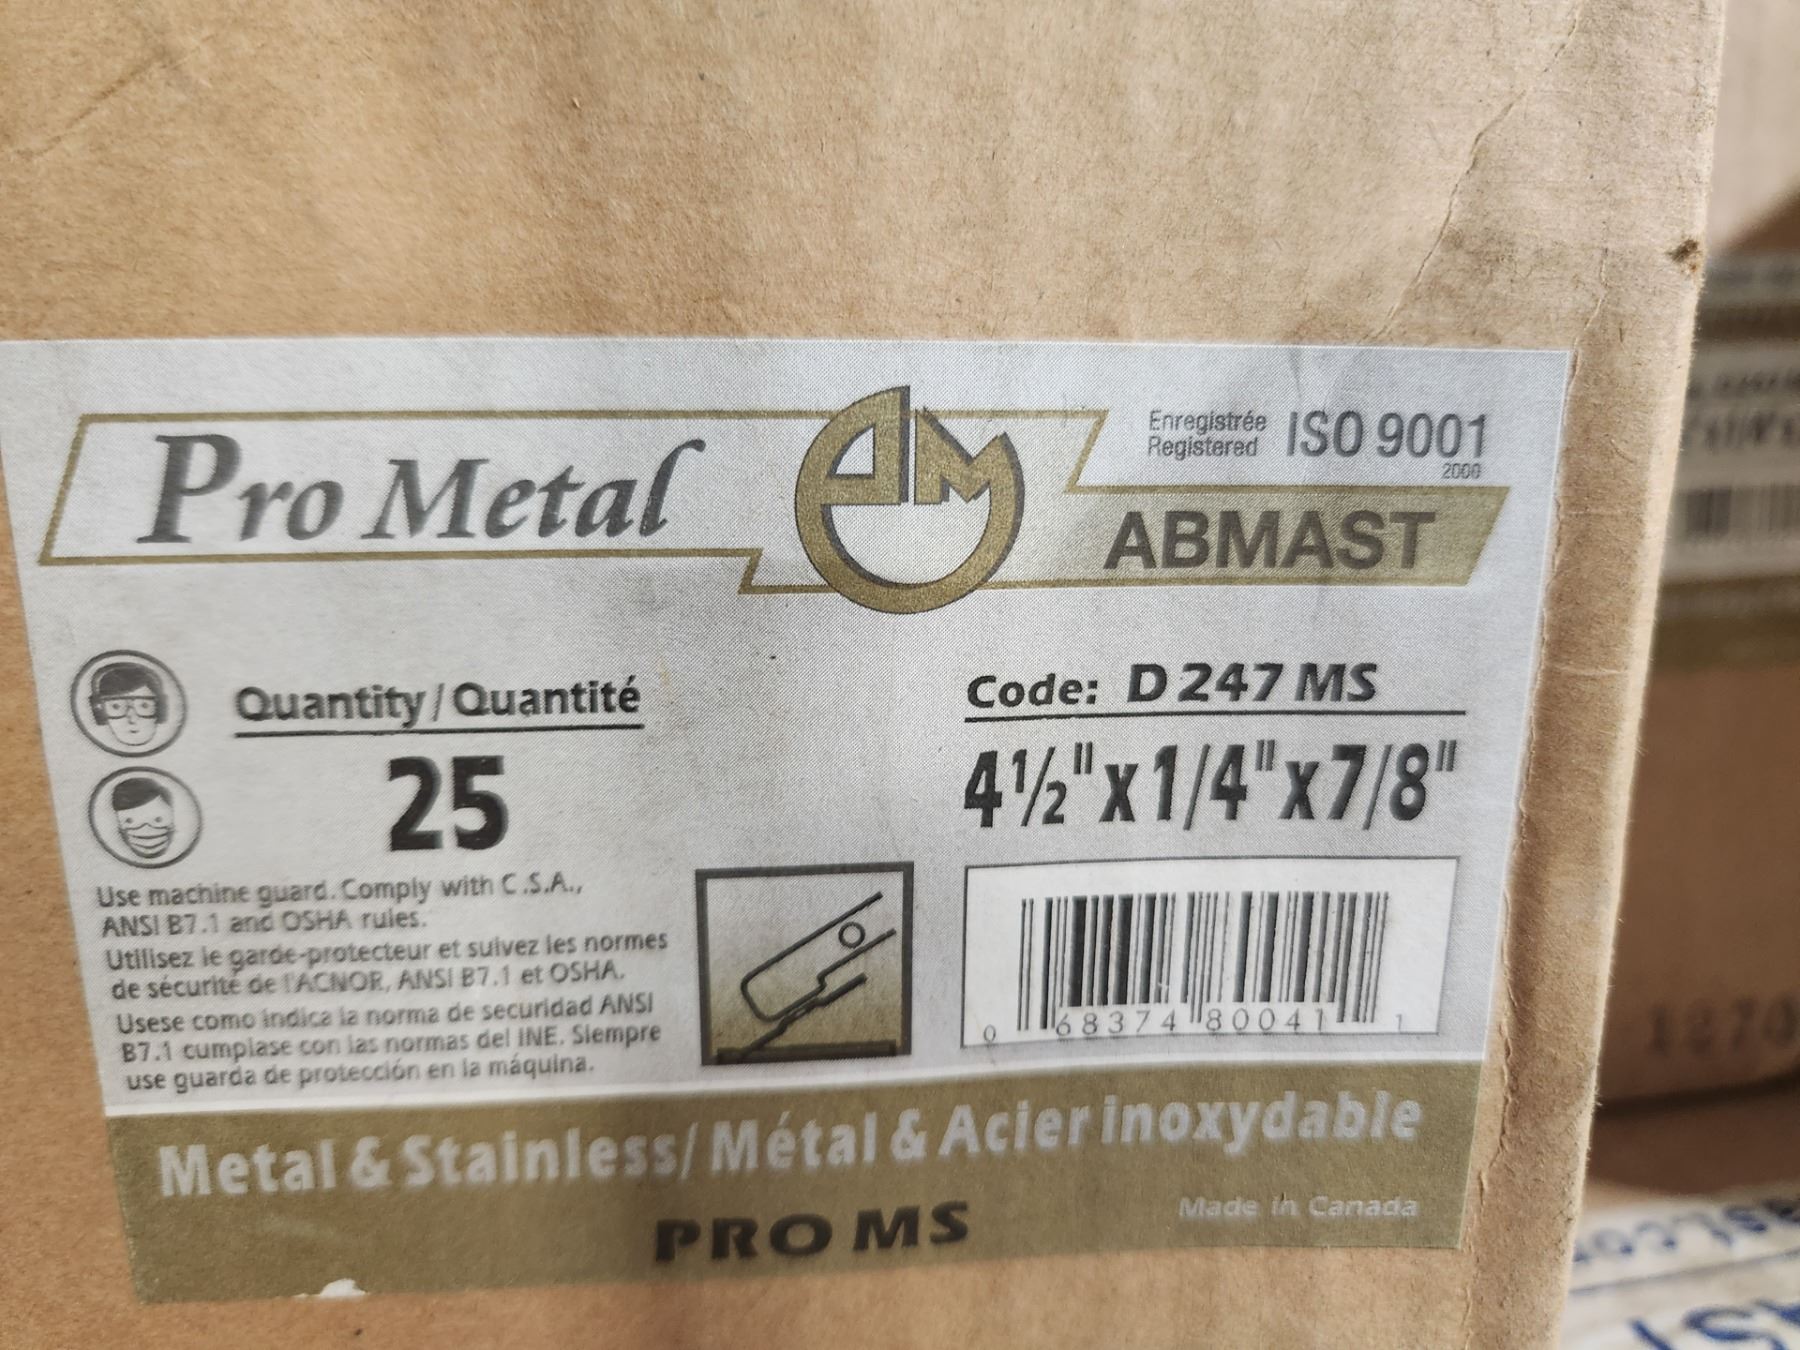 Pro Metal
Enregistrée
Registered
ISO 9001
2000
ABMAST
Quantity / Quantité
25
Code: D 247 MS
4½" x 1/4" x 7/8"
Use machine guard. Comply with C.S.A.,
ANSI B7.1 and OSHA rules.
Utilisez le garde-protecteur et suivez les normes
de sécurité de l'ACNOR, ANSI B7.1 et OSHA.
Usese como indica la norma de securidad ANSI
B7.1 cumplase con las normas del INE. Siempre
use guarda de protección en la máquina.
0 68374 80041 1
Metal & Stainless/ Métal & Acier inoxydable
PRO MS
Made in Canada